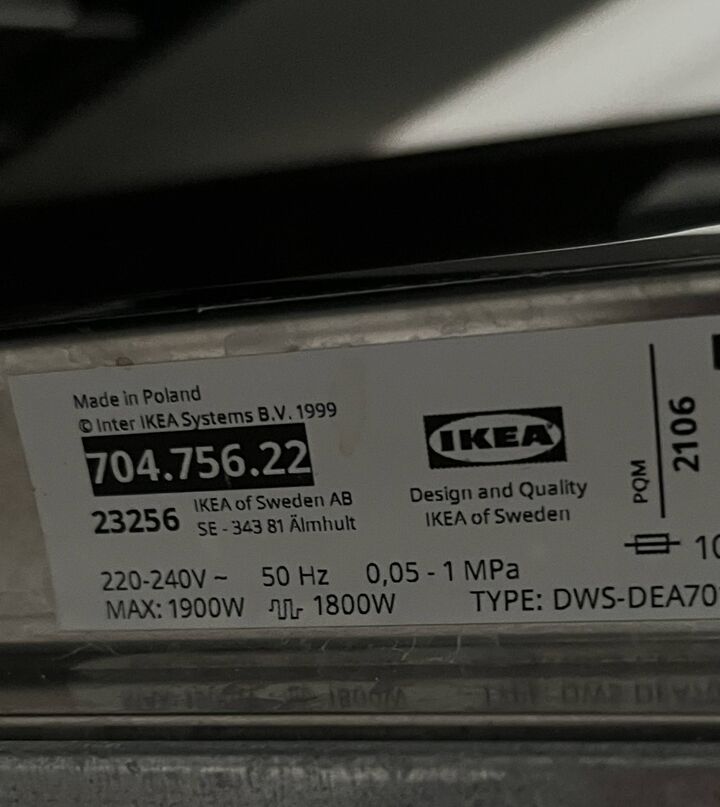 Made in Poland
© Inter IKEA Systems B.V. 1999
704.756.22
23256
IKEA of Sweden AB
SE - 343 81 Älmhult
220-240V ~ 50 Hz 0,05 - 1 MPa
MAX: 1900W 1800W TYPE: DWS-DEA70
IKEA
Design and Quality
IKEA of Sweden
PQM
2106